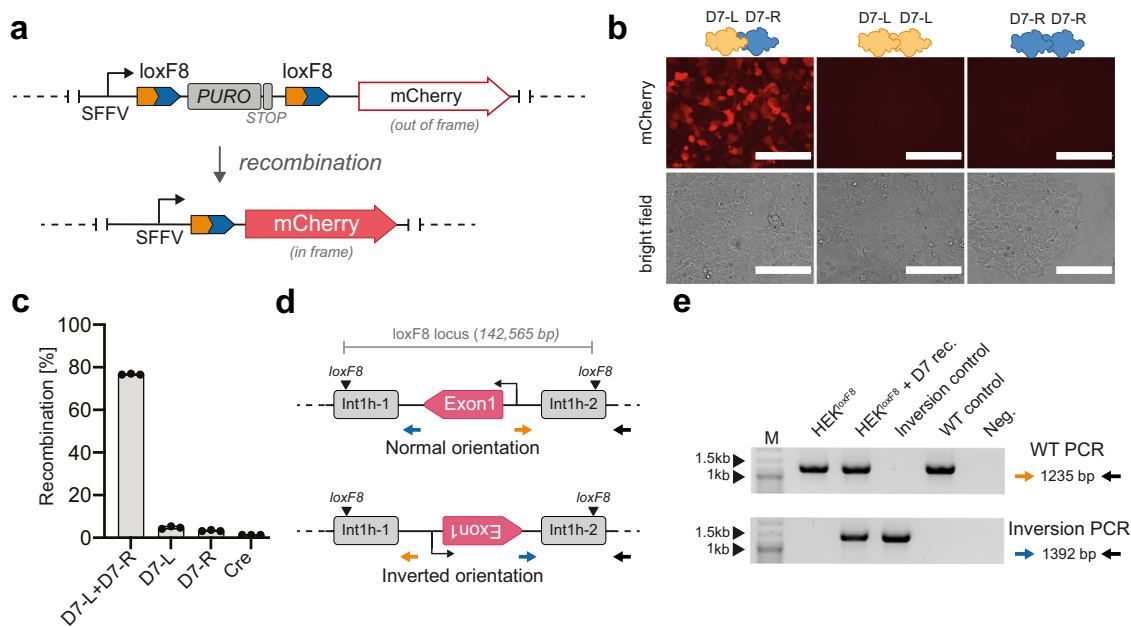 a
loxF8
loxF8
PURO
mCherry
SFFV
STOP
(out of frame)
recombination
mCherry
SFFV
(in frame)
b
D7-L D7-R
D7-L D7-L
D7-R D7-R
mCherry
bright field
c
Recombination [%]
100
80
60
40
20
0
D7-L+D7-R
D7-L
D7-R
Cre
d
loxF8 locus (142,565 bp)
loxF8
loxF8
Int1h-1
Exon1
Int1h-2
Normal orientation
loxF8
loxF8
Int1h-1
Exon1
Int1h-2
Inverted orientation
e
M
HEKloxF8
HEKloxF8 + D7 rec.
Inversion control
WT control
Neg.
1.5kb
1kb
WT PCR
1235 bp
1.5kb
1kb
Inversion PCR
1392 bp